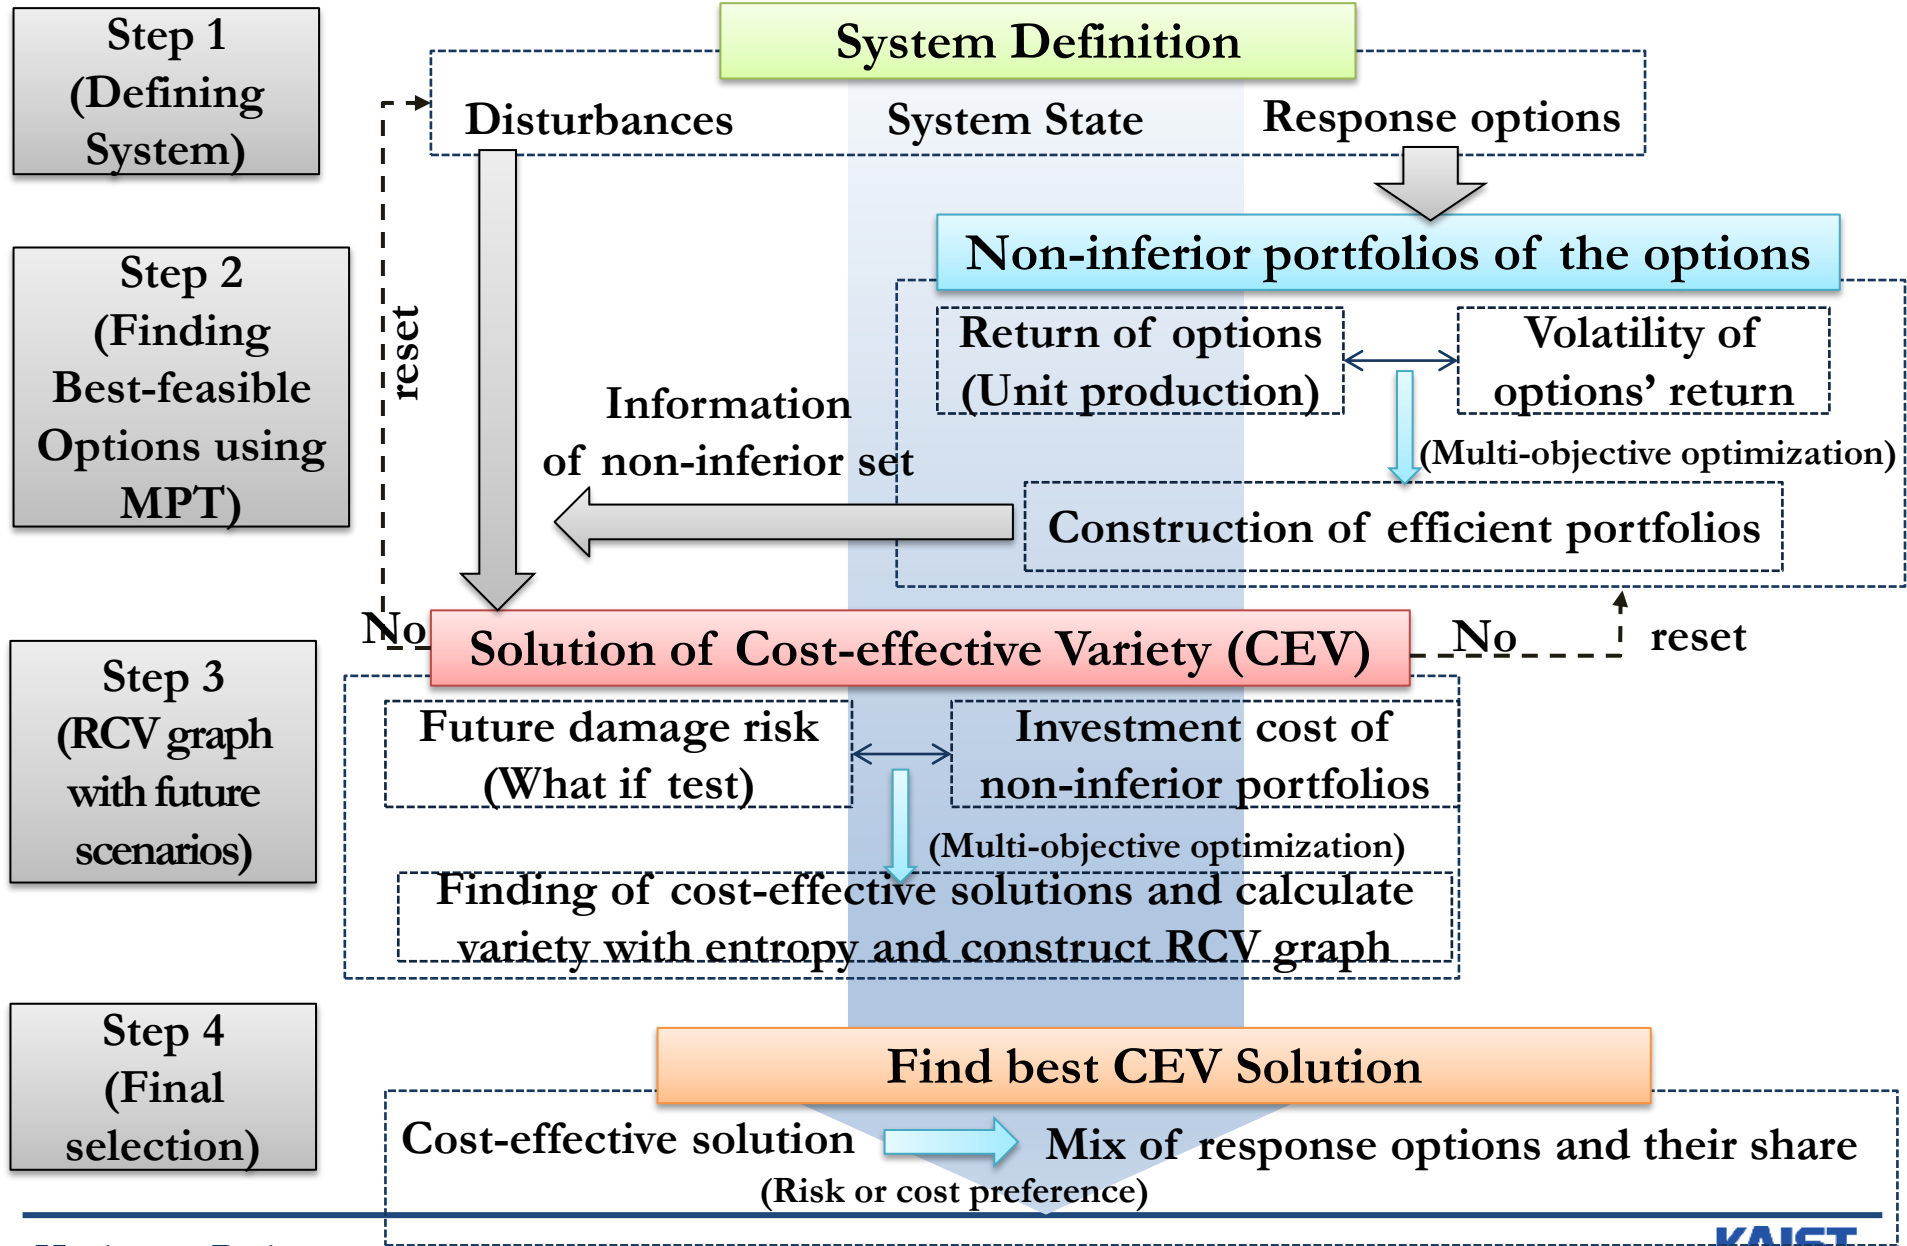 Step 1
(Defining
System)
System Definition
Disturbances
System State
Response options
Step 2
(Finding
Best-feasible
Options using
MPT)
reset
Non-inferior portfolios of the options
Return of options
(Unit production)
Volatility of
options’ return
(Multi-objective optimization)
Information
of non-inferior set
Construction of efficient portfolios
No
Solution of Cost-effective Variety (CEV)
No
reset
Step 3
(RCV graph
with future
scenarios)
Future damage risk
(What if test)
Investment cost of
non-inferior portfolios
(Multi-objective optimization)
Finding of cost-effective solutions and calculate
variety with entropy and construct RCV graph
Step 4
(Final
selection)
Find best CEV Solution
Cost-effective solution
Mix of response options and their share
(Risk or cost preference)
KAIST